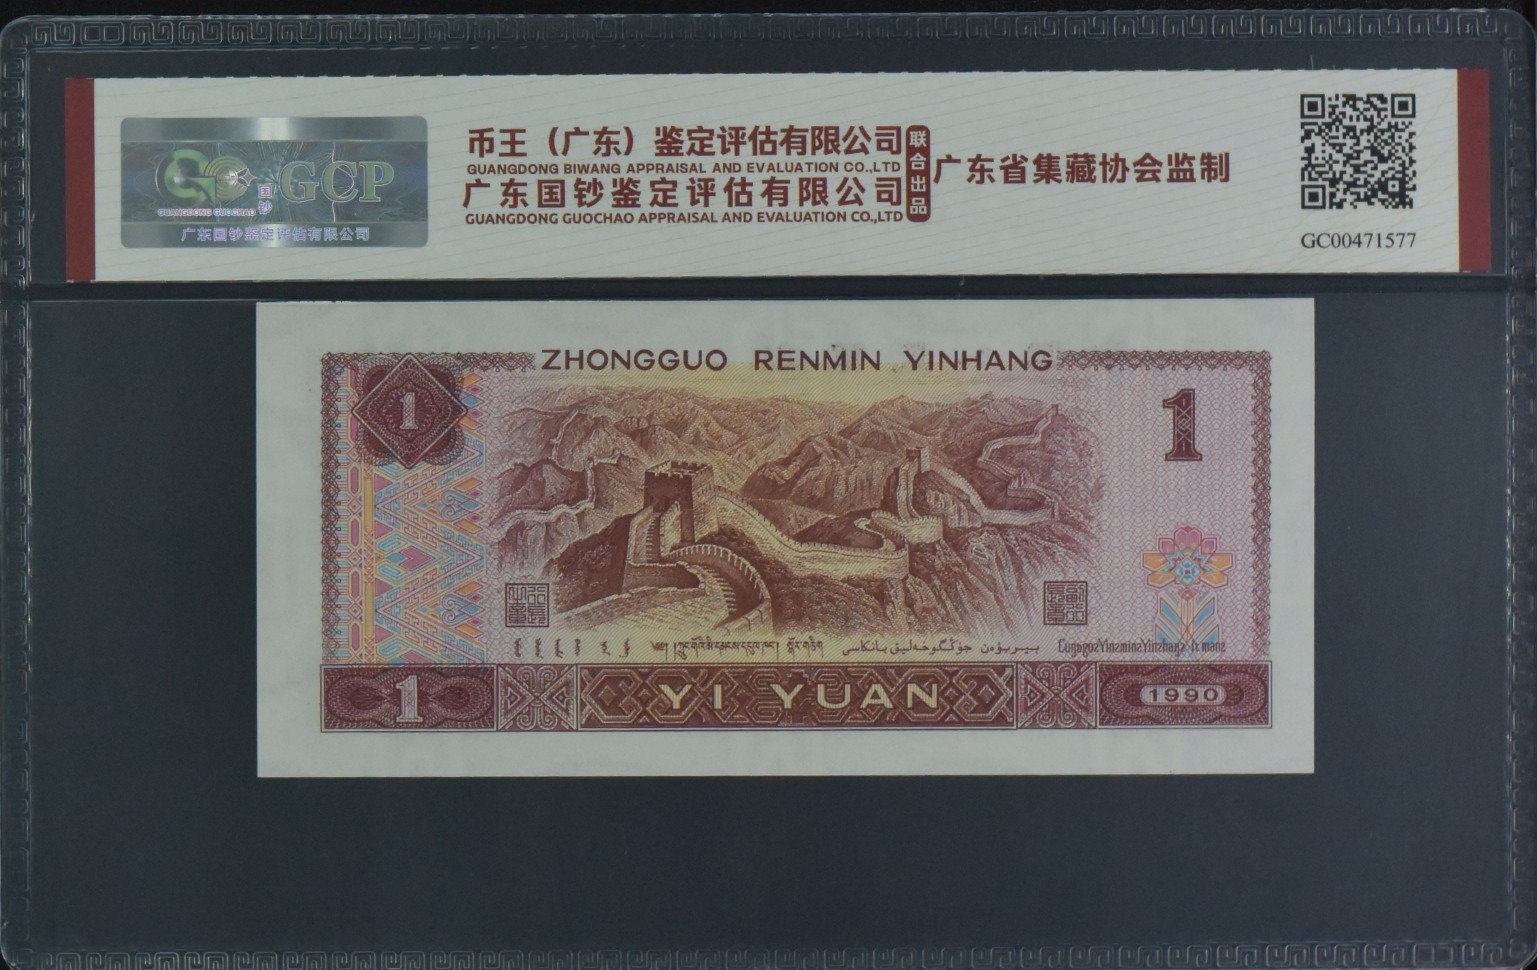 币王（广东）鉴定评估有限公司
GUANGDONG BIWANG APPRAISAL AND EVALUATION CO.,LTD
广东国钞鉴定评估有限公司
GUANGDONG GUOCHAO APPRAISAL AND EVALUATION CO.,LTD
联合出品
广东省集藏协会监制
GC00471577
GCP
国钞
GUANGDONG GUOCHAO
广东国钞鉴定评估有限公司
ZHONGGUO RENMIN YINHANG
1
1
1
YI YUAN
1990